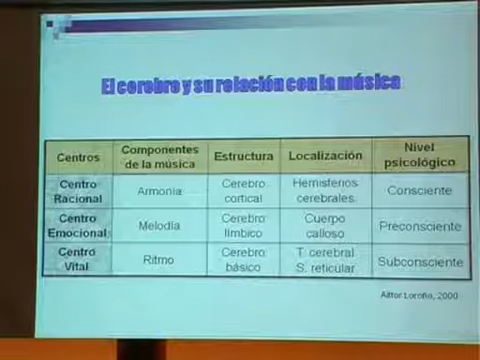 El cerebro y su relación con la música
Centros
Componentes
de la música
Estructura
Localización
Nivel
psicológico
Centro
Racional
Armonía
Cerebro
cortical
Hemisferios
cerebrales
Consciente
Centro
Emocional
Melodía
Cerebro
límbico
Cuerpo
calloso
Preconsciente
Centro
Vital
Ritmo
Cerebro
básico
T. cerebral
S. reticular
Subconsciente
Aittor Loroño, 2000